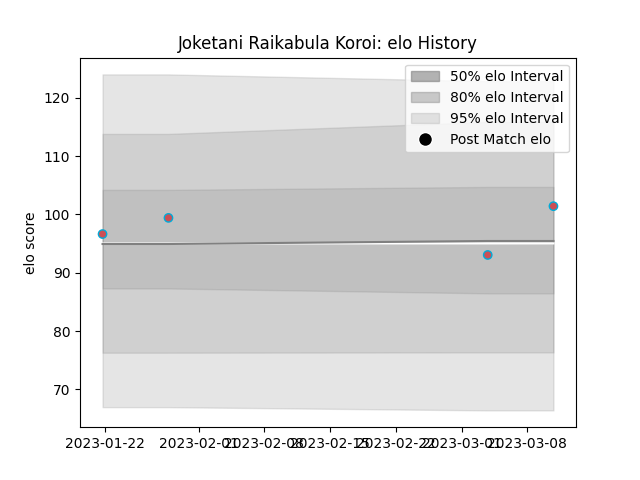 Joketani Raikabula Koroi: elo History
50% elo Interval
80% elo Interval
95% elo Interval
Post Match elo
elo score
120
110
100
90
80
70
2023-01-22 2023-02-01 2023-02-08 2023-02-15 2023-02-22 2023-03-01 2023-03-08